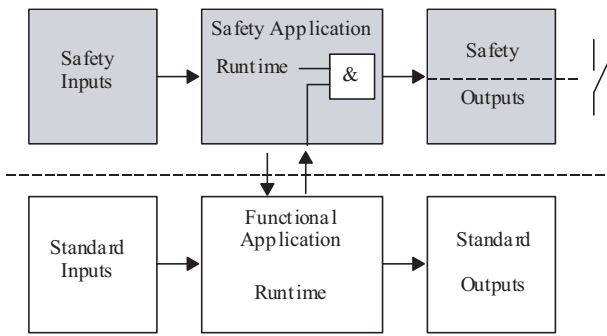 Safety
Inputs
Safety Application
Runtime
&
Safety
Outputs
Standard
Inputs
Functional
Application
Runtime
Standard
Outputs